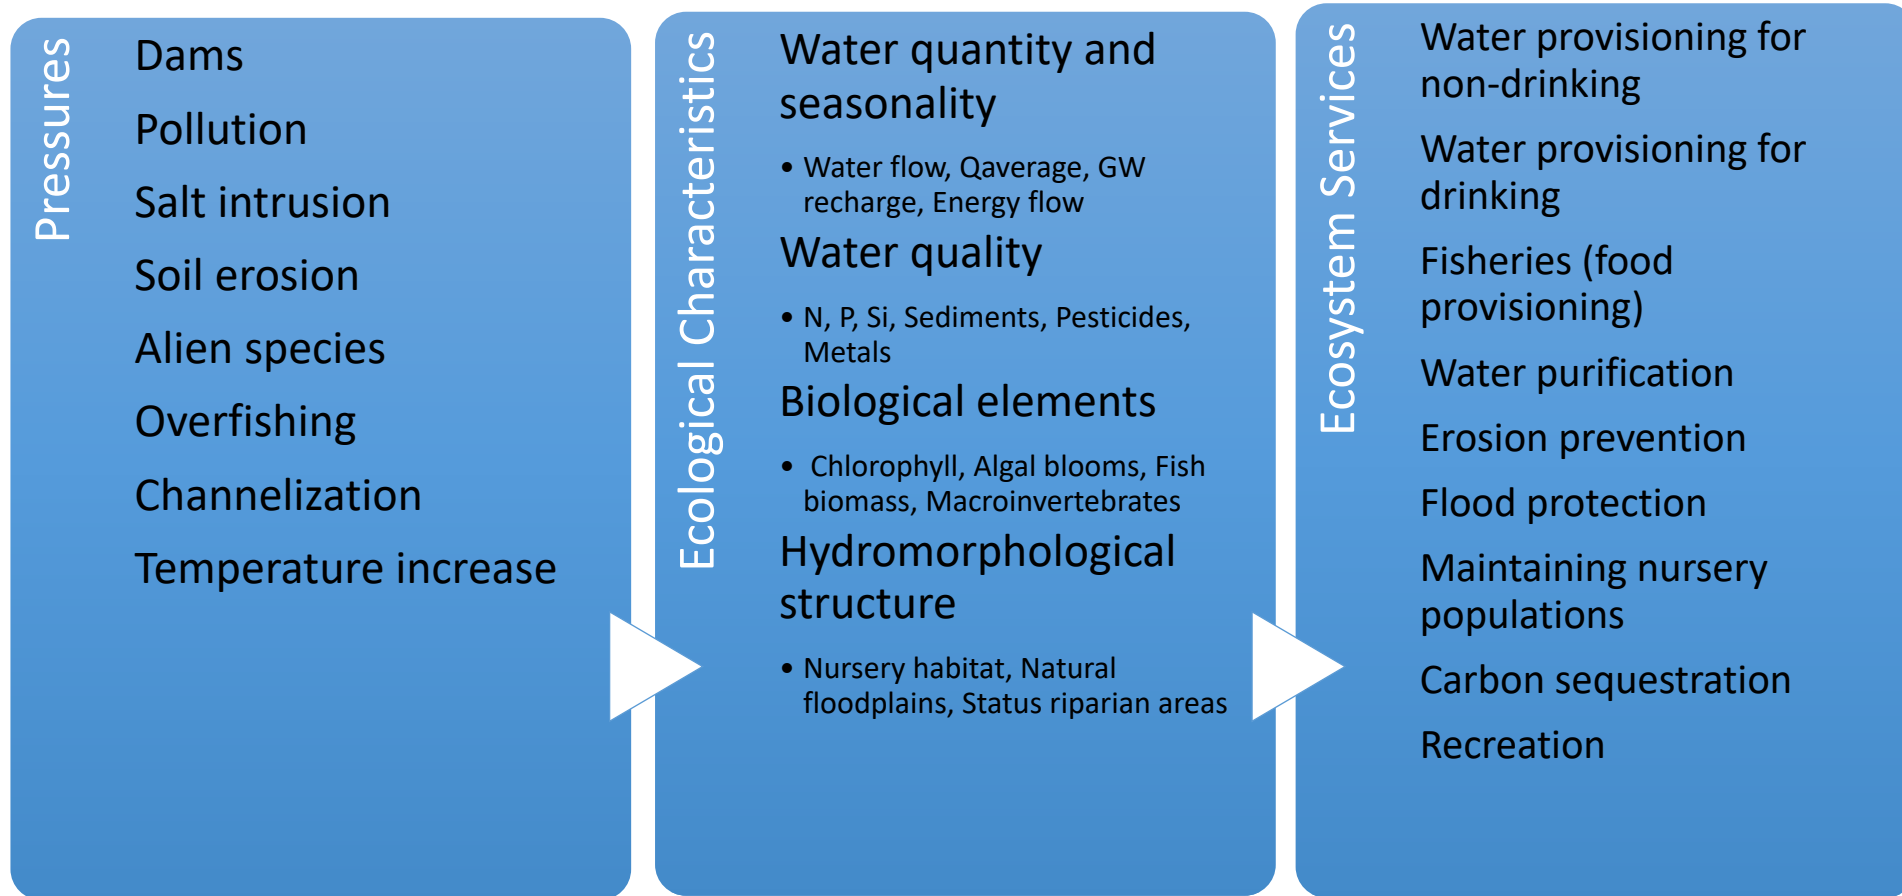 Pressures
Dams
Pollution
Salt intrusion
Soil erosion
Alien species
Overfishing
Channelization
Temperature increase
Ecological Characteristics
Water quantity and
seasonality
• Water flow, Qaverage, GW
recharge, Energy flow
Water quality
• N, P, Si, Sediments, Pesticides,
Metals
Biological elements
• Chlorophyll, Algal blooms, Fish
biomass, Macroinvertebrates
Hydromorphological
structure
• Nursery habitat, Natural
floodplains, Status riparian areas
Ecosystem Services
Water provisioning for
non-drinking
Water provisioning for
drinking
Fisheries (food
provisioning)
Water purification
Erosion prevention
Flood protection
Maintaining nursery
populations
Carbon sequestration
Recreation